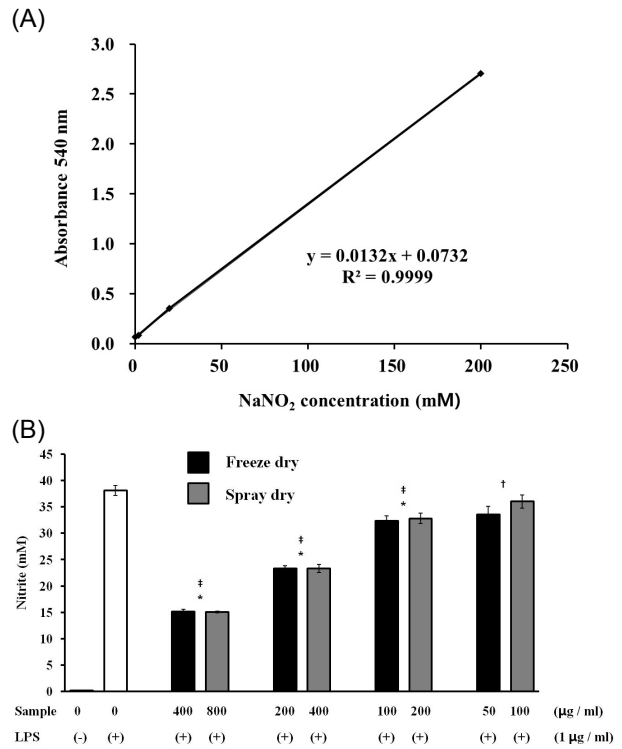 (A)
3.0
2.5
2.0
1.5
1.0
0.5
0.0
Absorbance 540 nm
y = 0.0132x + 0.0732
R² = 0.9999
0 50 100 150 200 250
NaNO₂ concentration (mM)
(B)
45
40
35
30
25
20
15
10
5
0
Nitrite (mM)
Freeze dry
Spray dry
‡ ‡ ‡ †
* * *
Sample 0 0 400 800 200 400 100 200 50 100 (μg / ml)
LPS (-) (+) (+) (+) (+) (+) (+) (+) (+) (+) (1 μg / ml)